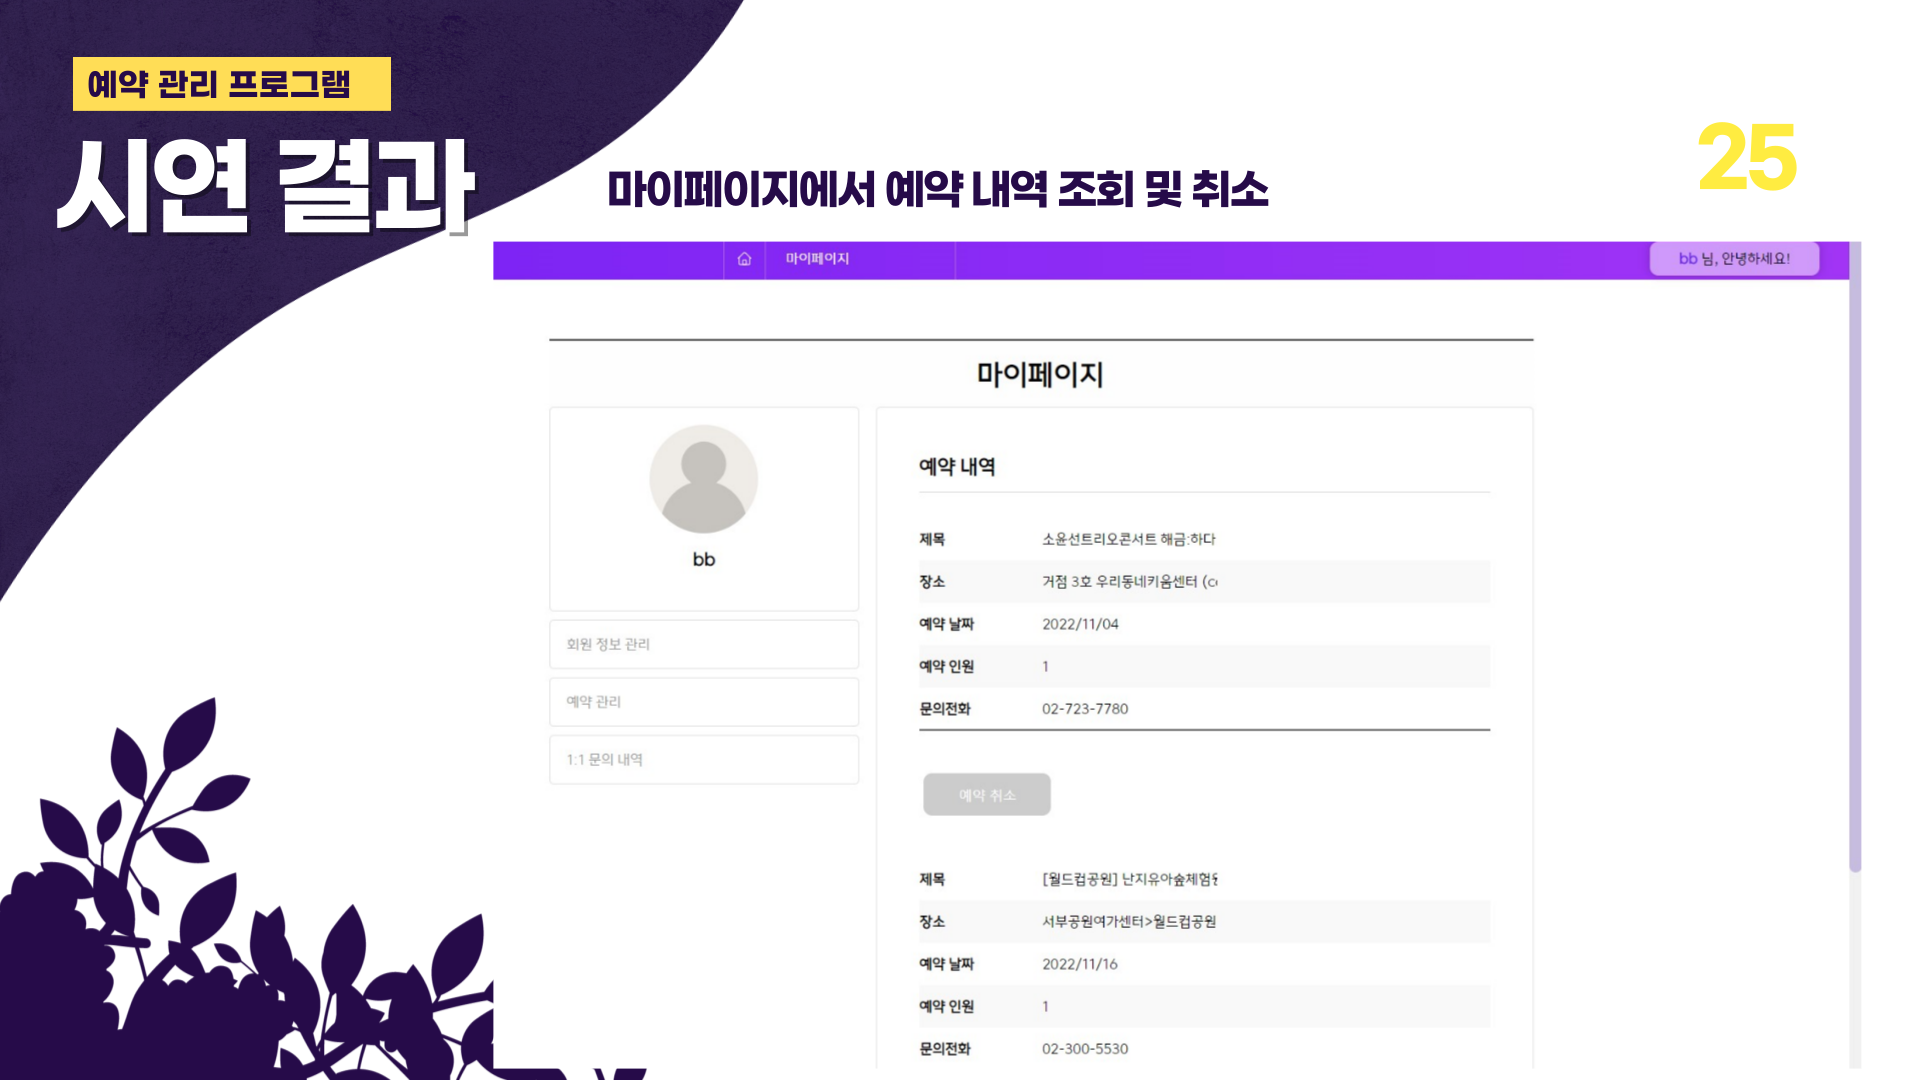 예약 관리 프로그램
시연 결과
마이페이지에서 예약 내역 조회 및 취소
25
마이페이지
bb 님, 안녕하세요!
마이페이지
bb
회원 정보 관리
예약 관리
1:1 문의 내역
예약 내역
제목 소윤선트리오콘서트 해금:하다
장소 거점 3호 우리동네키움센터
예약 날짜 2022/11/04
예약 인원 1
문의전화 02-723-7780
예약 취소
제목 [월드컵공원] 난지유아숲체험
장소 서부공원여가센터>월드컵공원
예약 날짜 2022/11/16
예약 인원 1
문의전화 02-300-5530